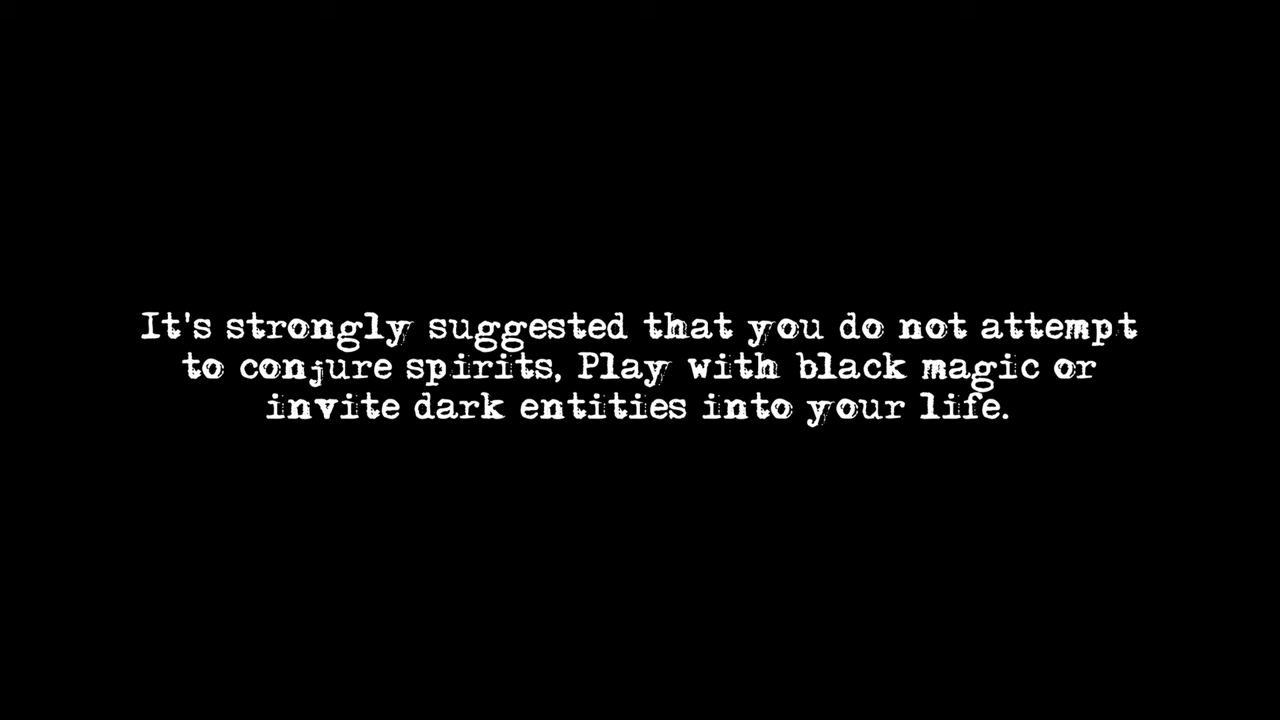 It's strongly suggested that you do not attempt
to conjure spirits, Play with black magic or
invite dark entities into your life.